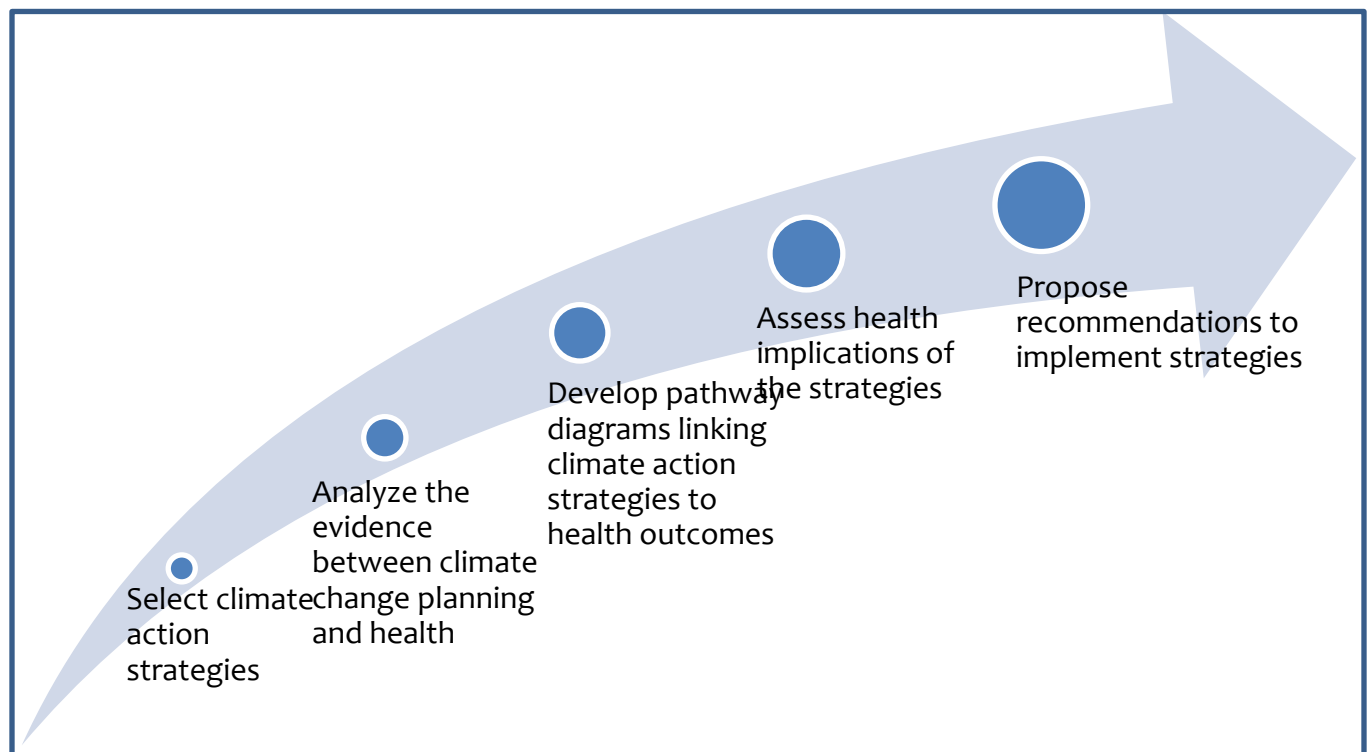 Select climate
action
strategies
Analyze the
evidence
between climate
change planning
and health
Develop pathway
diagrams linking
climate action
strategies to
health outcomes
Assess health
implications of
the strategies
Propose
recommendations to
implement strategies